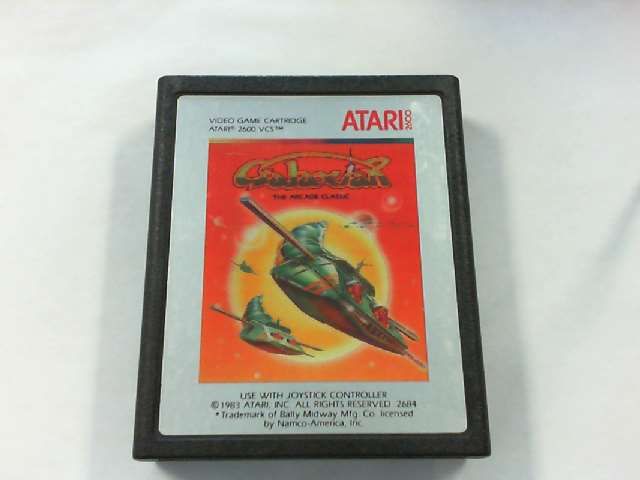 VIDEO GAME CARTRIDGE
ATARI® 2600 VCS™
ATARI 2600
Galaxian
THE ARCADE CLASSIC
USE WITH JOYSTICK CONTROLLER
© 1983 ATARI, INC. ALL RIGHTS RESERVED 2684
* Trademark of Bally Midway Mfg. Co. licensed
by Namco-America, Inc.